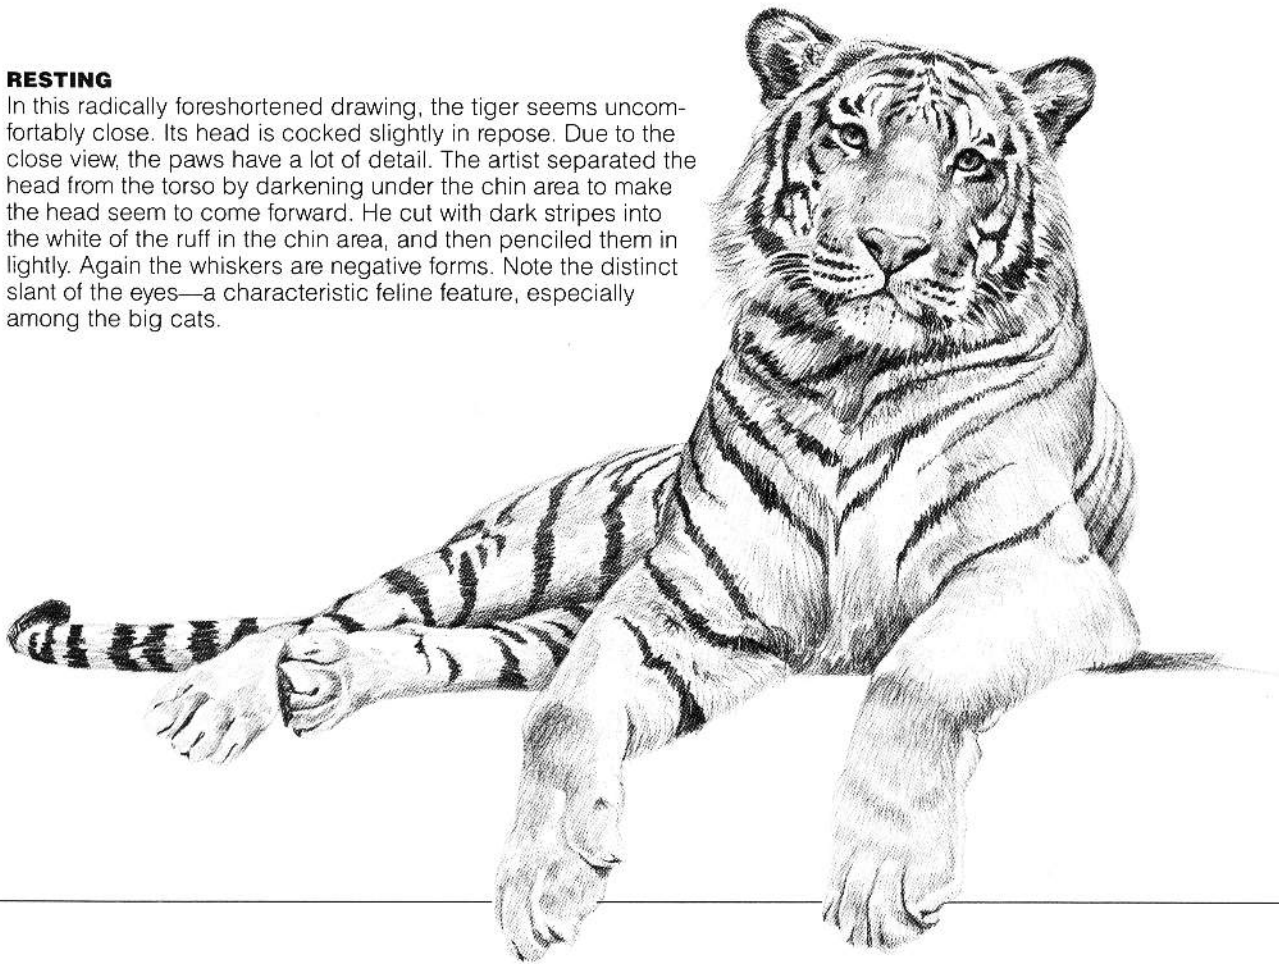 RESTING
In this radically foreshortened drawing, the tiger seems uncom-
fortably close. Its head is cocked slightly in repose. Due to the
close view, the paws have a lot of detail. The artist separated the
head from the torso by darkening under the chin area to make
the head seem to come forward. He cut with dark stripes into
the white of the ruff in the chin area, and then penciled them in
lightly. Again the whiskers are negative forms. Note the distinct
slant of the eyes—a characteristic feline feature, especially
among the big cats.